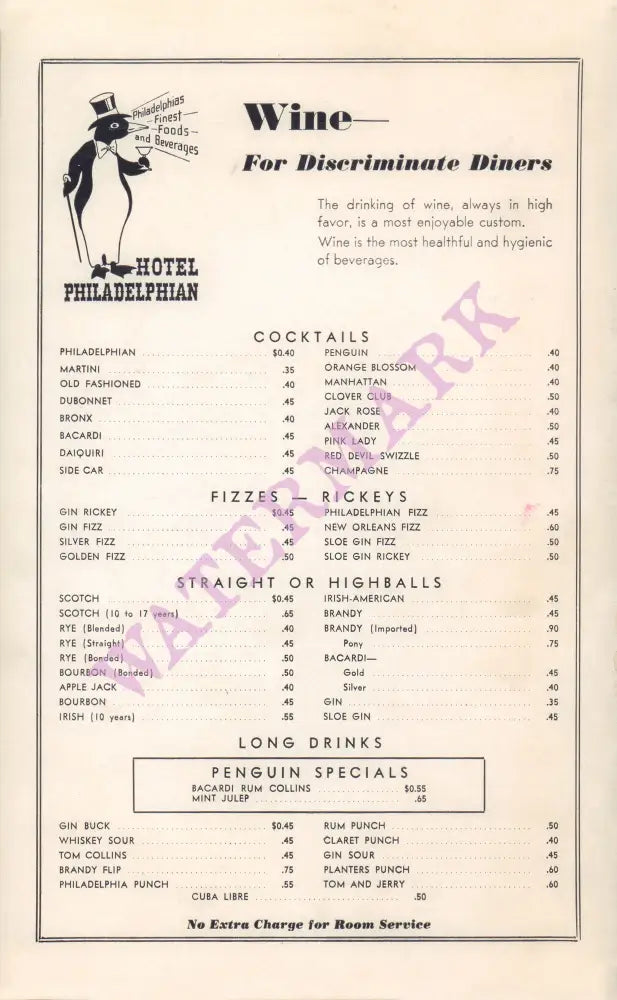 Philadelphias
Finest
Foods
and Beverages
HOTEL
PHILADELPHIAN
Wine—
For Discriminate Diners
The drinking of wine, always in high
favor, is a most enjoyable custom.
Wine is the most healthful and hygienic
of beverages.
COCKTAILS
PHILADELPHIAN $0.40
MARTINI .35
OLD FASHIONED .40
DUBONNET .45
BRONX .40
BACARDI .45
DAIQUIRI .45
SIDE CAR .45
PENGUIN .40
ORANGE BLOSSOM .40
MANHATTAN .40
CLOVER CLUB .50
JACK ROSE .40
ALEXANDER .50
PINK LADY .45
RED DEVIL SWIZZLE .50
CHAMPAGNE .75
FIZZES — RICKEYS
GIN RICKEY $0.45
GIN FIZZ .45
SILVER FIZZ .45
GOLDEN FIZZ .50
PHILADELPHIAN FIZZ .45
NEW ORLEANS FIZZ .60
SLOE GIN FIZZ .50
SLOE GIN RICKEY .50
STRAIGHT OR HIGHBALLS
SCOTCH $0.45
SCOTCH (10 to 17 years) .65
RYE (Blended) .40
RYE (Straight) .45
RYE (Bonded) .50
BOURBON (Bonded) .50
APPLE JACK .40
BOURBON .45
IRISH (10 years) .55
IRISH-AMERICAN .45
BRANDY .45
BRANDY (Imported) .90
Pony .75
BACARDI—
Gold .45
Silver .40
GIN .35
SLOE GIN .45
LONG DRINKS
PENGUIN SPECIALS
BACARDI RUM COLLINS $0.55
MINT JULEP .65
GIN BUCK $0.45
WHISKEY SOUR .45
TOM COLLINS .45
BRANDY FLIP .75
PHILADELPHIA PUNCH .55
RUM PUNCH .50
CLARET PUNCH .40
GIN SOUR .45
PLANTERS PUNCH .60
TOM AND JERRY .60
CUBA LIBRE .50
No Extra Charge for Room Service
WATERMARK